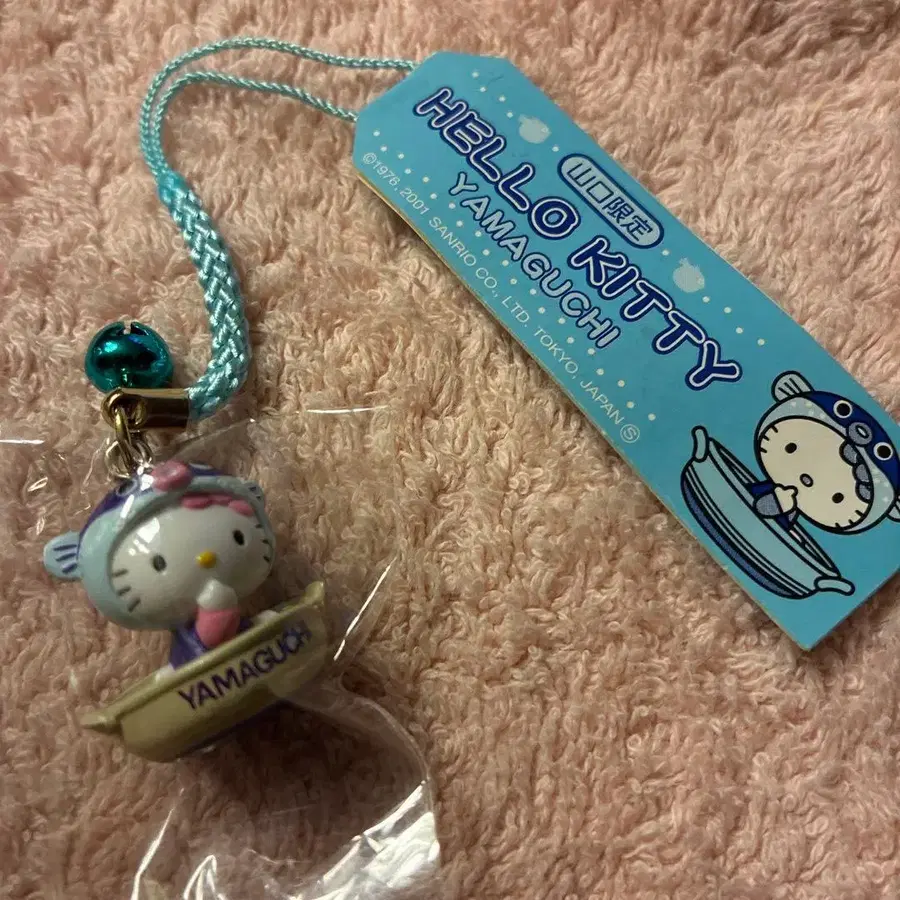 山口限定
HELLO KITTY
YAMAGUCHI
©1976, 2001 SANRIO CO., LTD. TOKYO, JAPAN Ⓢ
YAMAGUCHI